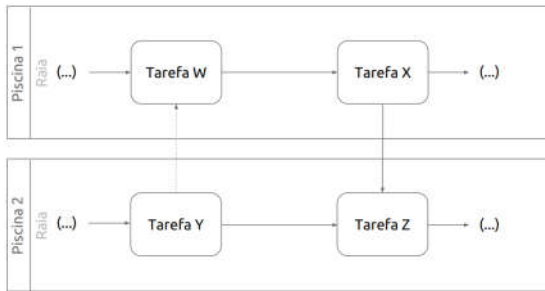 Piscina 1
Raia
(...)
Tarefa W
Tarefa X
(...)
Piscina 2
Raia
(...)
Tarefa Y
Tarefa Z
(...)